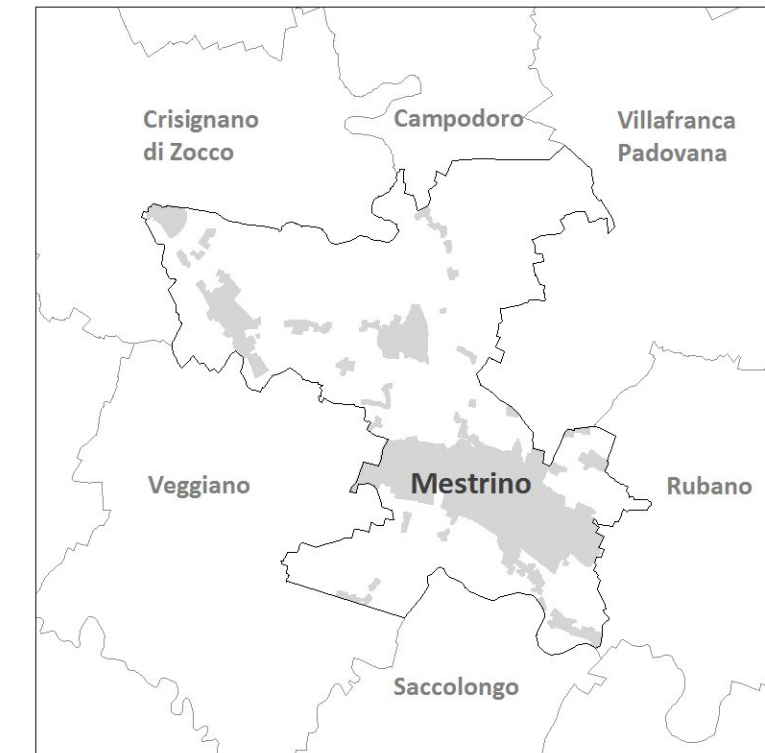 Crisignano
di Zocco
Campodoro
Villafranca
Padovana
Veggiano
Mestrino
Rubano
Saccolongo